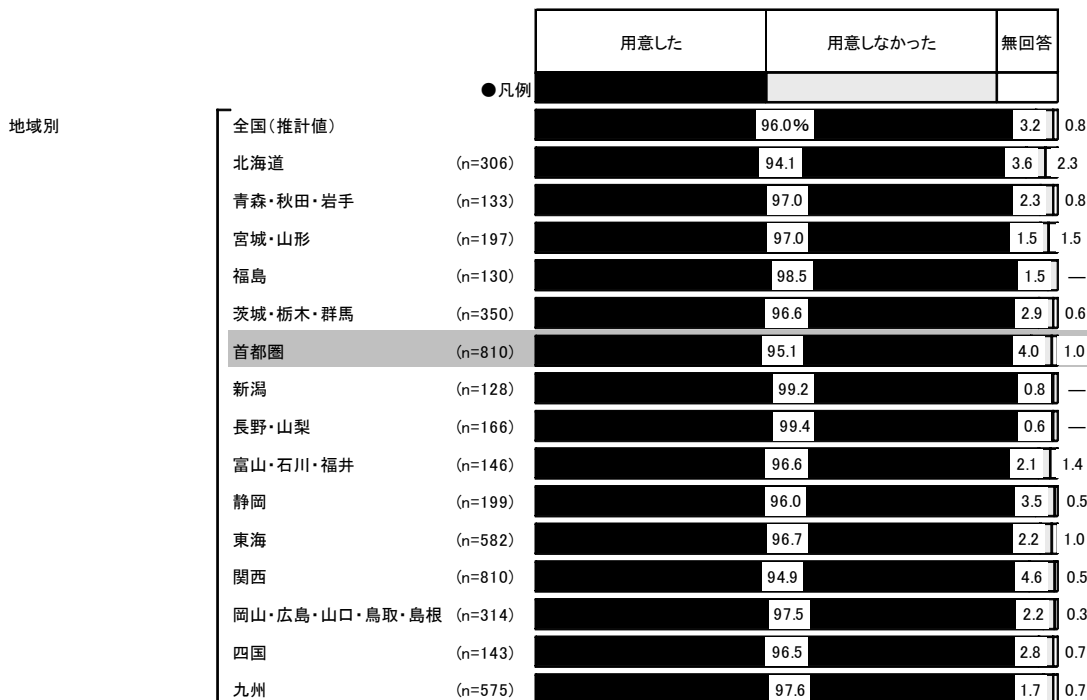 用意した 用意しなかった 無回答
●凡例
地域別 全国(推計値) 96.0% 3.2 0.8
北海道 (n=306) 94.1 3.6 2.3
青森・秋田・岩手 (n=133) 97.0 2.3 0.8
宮城・山形 (n=197) 97.0 1.5 1.5
福島 (n=130) 98.5 1.5 ―
茨城・栃木・群馬 (n=350) 96.6 2.9 0.6
首都圏 (n=810) 95.1 4.0 1.0
新潟 (n=128) 99.2 0.8 ―
長野・山梨 (n=166) 99.4 0.6 ―
富山・石川・福井 (n=146) 96.6 2.1 1.4
静岡 (n=199) 96.0 3.5 0.5
東海 (n=582) 96.7 2.2 1.0
関西 (n=810) 94.9 4.6 0.5
岡山・広島・山口・鳥取・島根 (n=314) 97.5 2.2 0.3
四国 (n=143) 96.5 2.8 0.7
九州 (n=575) 97.6 1.7 0.7